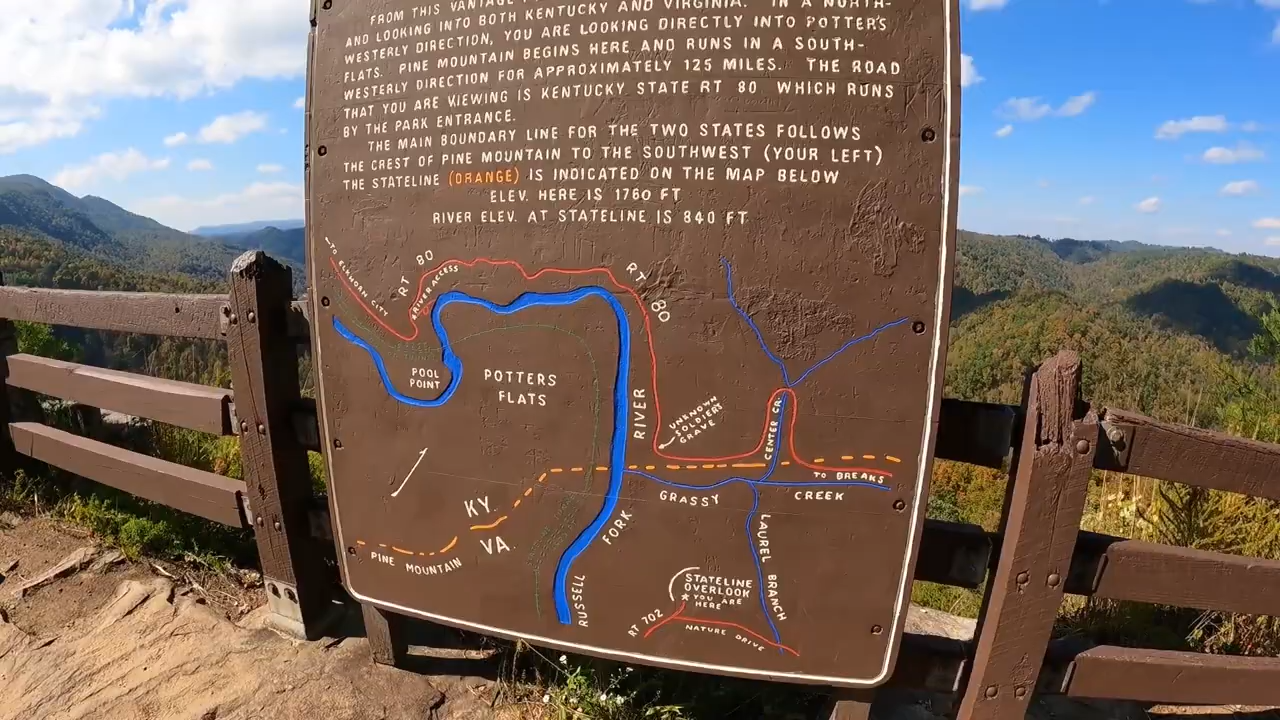 FROM THIS VANTAGE
AND LOOKING INTO BOTH KENTUCKY AND VIRGINIA. IN A NORTH-
WESTERLY DIRECTION, YOU ARE LOOKING DIRECTLY INTO POTTER'S
FLATS. PINE MOUNTAIN BEGINS HERE AND RUNS IN A SOUTH-
WESTERLY DIRECTION FOR APPROXIMATELY 125 MILES. THE ROAD
THAT YOU ARE VIEWING IS KENTUCKY STATE RT 80 WHICH RUNS
BY THE PARK ENTRANCE.
THE MAIN BOUNDARY LINE FOR THE TWO STATES FOLLOWS
THE CREST OF PINE MOUNTAIN TO THE SOUTHWEST (YOUR LEFT)
THE STATELINE (ORANGE) IS INDICATED ON THE MAP BELOW
ELEV. HERE IS 1760 FT
RIVER ELEV. AT STATELINE IS 840 FT
TO ELKHORN CITY
RT 80
RIVER ACCESS
RT 80
POOL
POINT
POTTERS
FLATS
RIVER
UNKNOWN
SOLDIERS
GRAVE
CENTER CR.
TO BREAKS
GRASSY CREEK
KY.
VA.
PINE MOUNTAIN
FORK
RUSSELL
LAUREL BRANCH
STATELINE
OVERLOOK
YOU ARE
HERE
RT 702
NATURE DRIVE